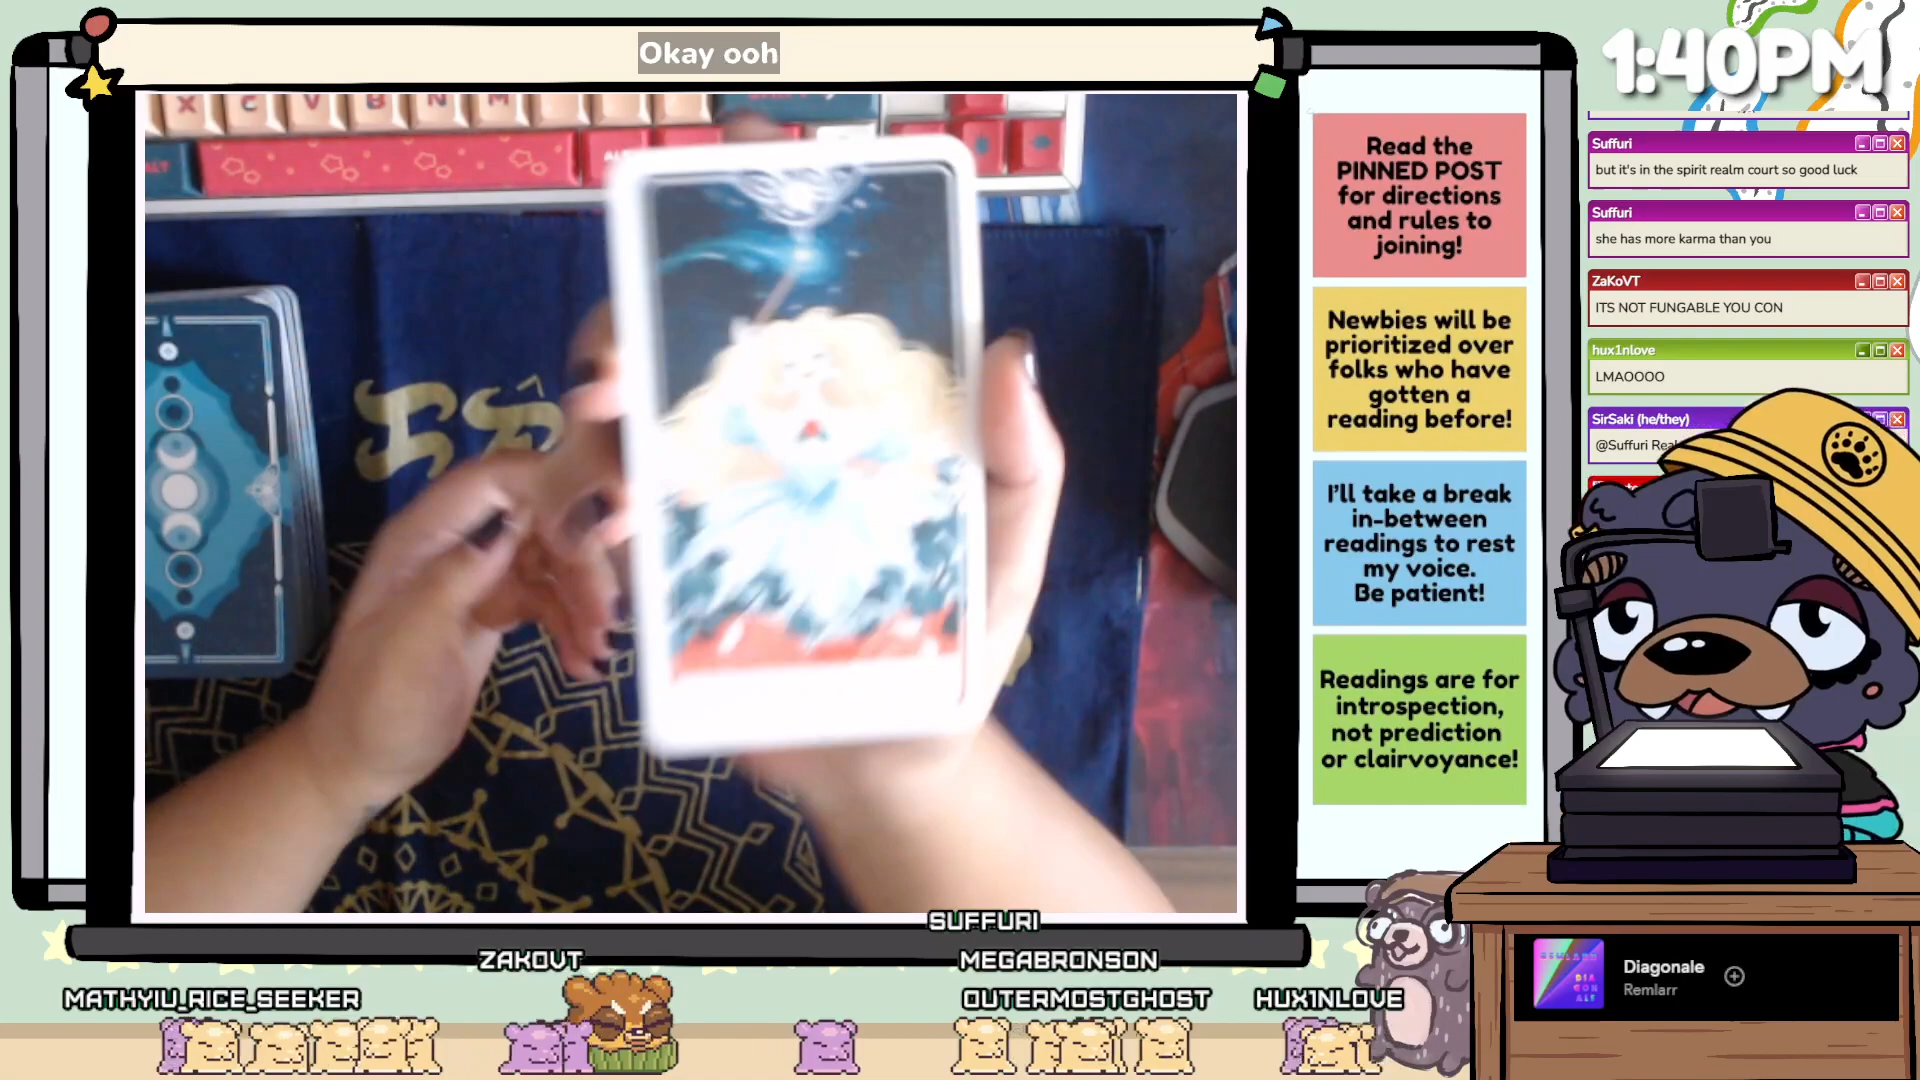 Okay ooh
1:40PM
X C V B N M
ALT
Read the
PINNED POST
for directions
and rules to
joining!
Newbies will be
prioritized over
folks who have
gotten a
reading before!
I'll take a break
in-between
readings to rest
my voice.
Be patient!
Readings are for
introspection,
not prediction
or clairvoyance!
Suffuri
but it's in the spirit realm court so good luck
Suffuri
she has more karma than you
ZaKoVT
ITS NOT FUNGABLE YOU CON
hux1nlove
LMAOOOO
SirSaki (he/they)
@Suffuri
SUFFURI
ZAKOVT
MEGABRONSON
MATHYIU_RICE_SEEKER
OUTERMOSTGHOST
HUX1NLOVE
Diagonale
Remlarr